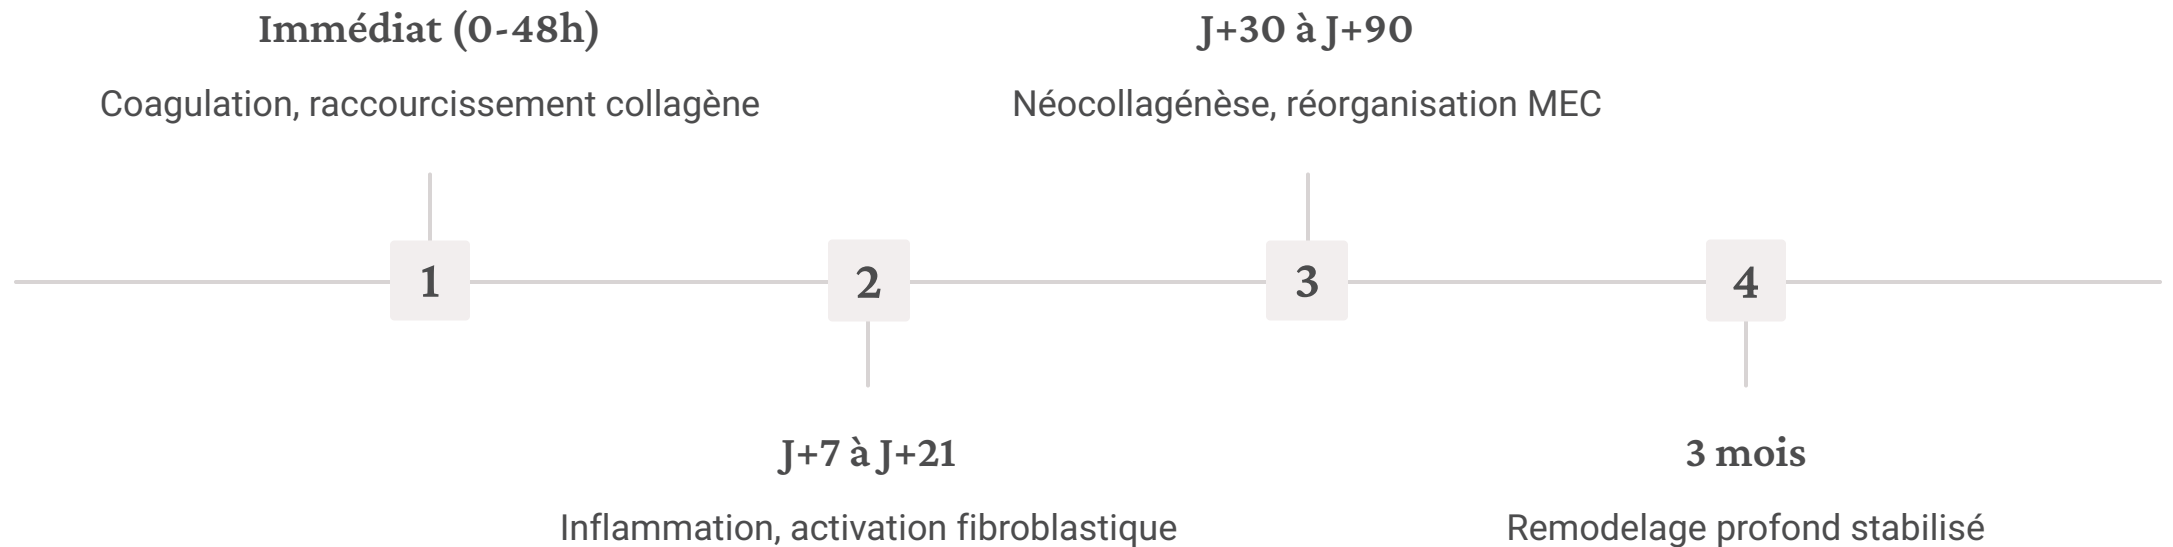 Immédiat (0-48h)
Coagulation, raccourcissement collagène
1
2
J+7 à J+21
Inflammation, activation fibroblastique
J+30 à J+90
Néocollagénèse, réorganisation MEC
3
4
3 mois
Remodelage profond stabilisé